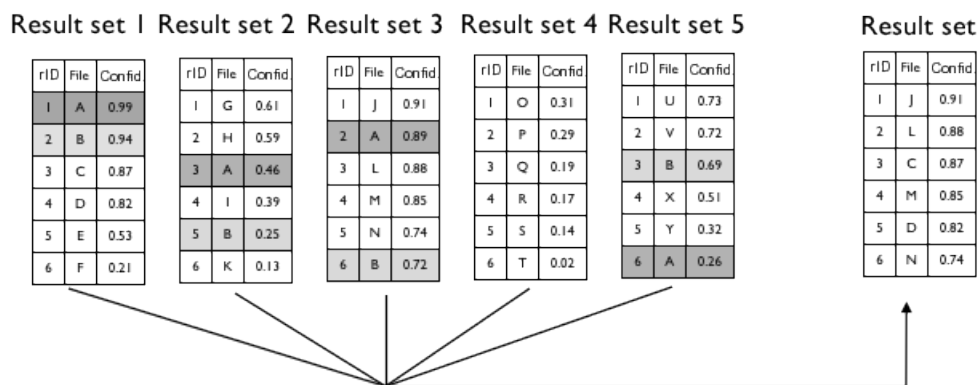 Result set 1 Result set 2 Result set 3 Result set 4 Result set 5 Result set
rID File Confid. rID File Confid. rID File Confid. rID File Confid. rID File Confid. rID File Confid.
1 A 0.99 1 G 0.61 1 J 0.91 1 O 0.31 1 U 0.73 1 J 0.91
2 B 0.94 2 H 0.59 2 A 0.89 2 P 0.29 2 V 0.72 2 L 0.88
3 C 0.87 3 A 0.46 3 L 0.88 3 Q 0.19 3 B 0.69 3 C 0.87
4 D 0.82 4 I 0.39 4 M 0.85 4 R 0.17 4 X 0.51 4 M 0.85
5 E 0.53 5 B 0.25 5 N 0.74 5 S 0.14 5 Y 0.32 5 D 0.82
6 F 0.21 6 K 0.13 6 B 0.72 6 T 0.02 6 A 0.26 6 N 0.74